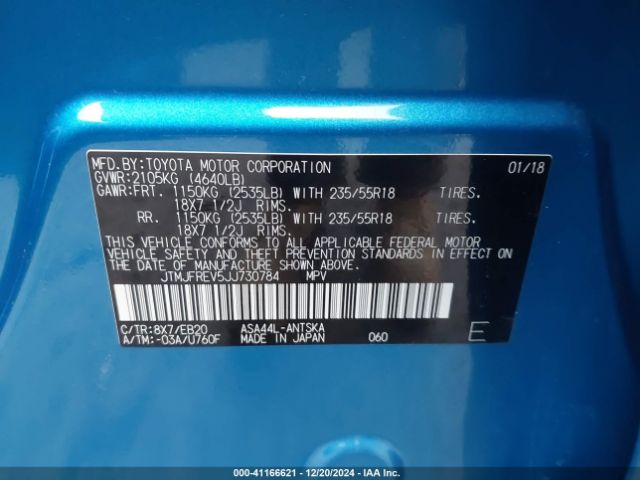 MFD.BY:TOYOTA MOTOR CORPORATION 01/18
GVWR:2105KG (4640LB)
GAWR:FRT. 1150KG (2535LB) WITH 235/55R18 TIRES.
18X7 1/2J RIMS.
RR. 1150KG (2535LB) WITH 235/55R18 TIRES.
18X7 1/2J RIMS.
THIS VEHICLE CONFORMS TO ALL APPLICABLE FEDERAL MOTOR
VEHICLE SAFETY AND THEFT PREVENTION STANDARDS IN EFFECT ON
THE DATE OF MANUFACTURE SHOWN ABOVE.
JTMJFREV5JJ730784 MPV
C/TR:8X7/EB20 ASA44L-ANTSKA
A/TM:-03A/U760F MADE IN JAPAN 060 E
000-41166621 | 12/20/2024 - IAA Inc.